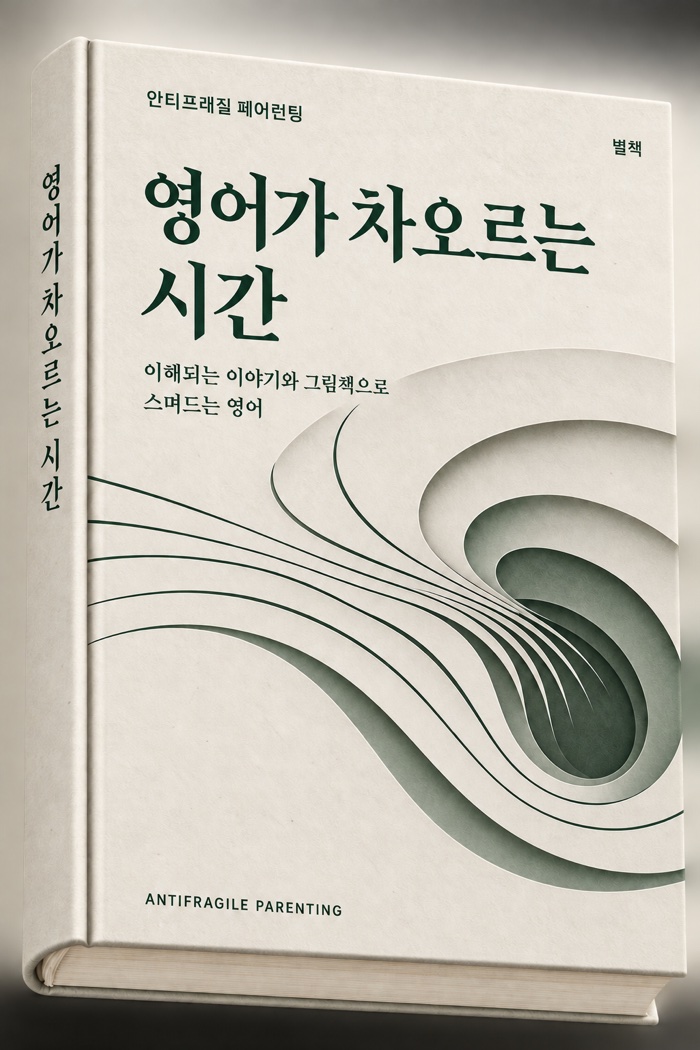 안티프래질 페어런팅
별책
영어가 차오르는
시간
이해되는 이야기와 그림책으로
스며드는 영어
ANTIFRAGILE PARENTING
영어가 차오르는 시간